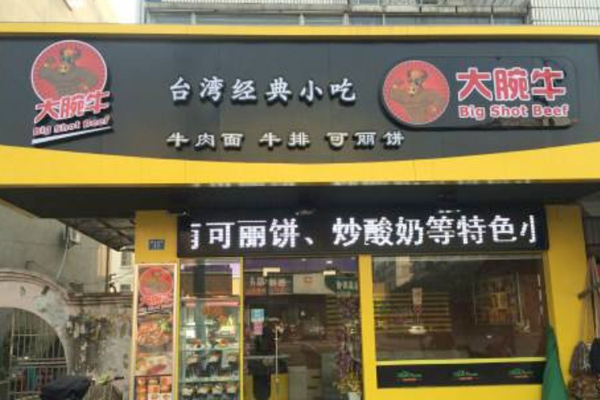 大腕牛
Big Shot Beef
台湾经典小吃
牛肉面 牛排 可丽饼
大腕牛
Big Shot Beef
可丽饼、炒酸奶等特色小